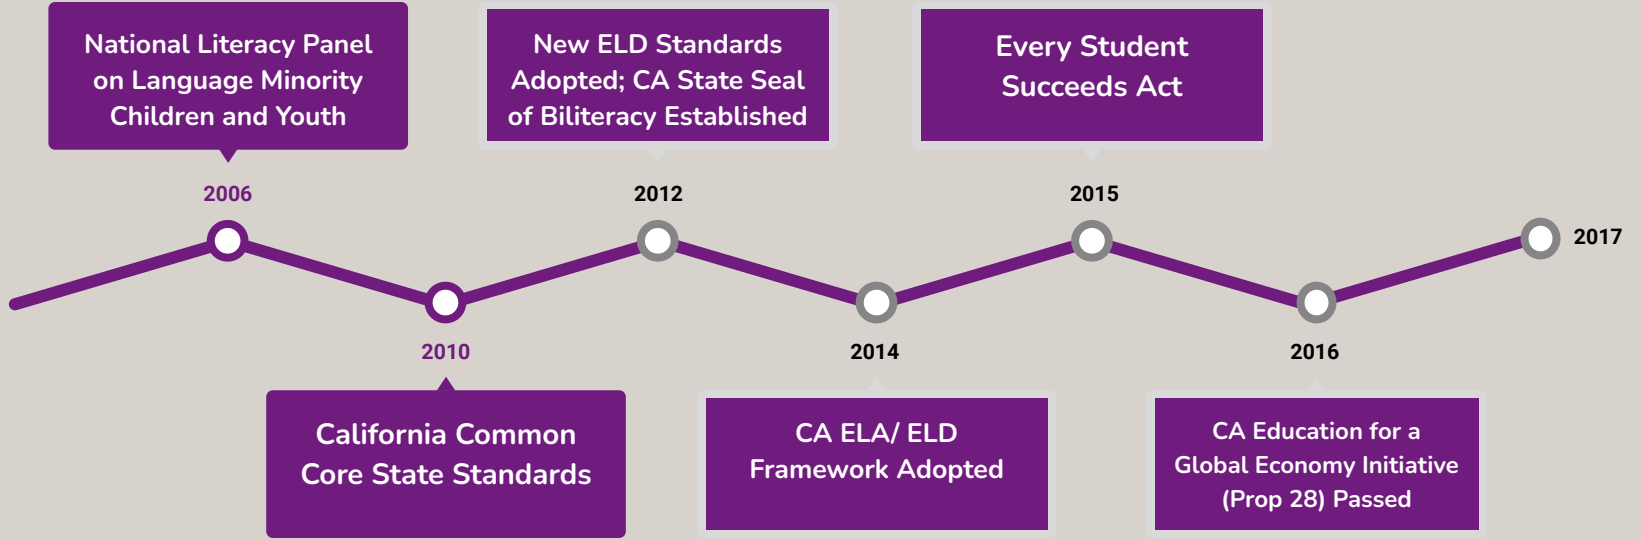 National Literacy Panel
on Language Minority
Children and Youth
2006
2010
California Common
Core State Standards
New ELD Standards
Adopted; CA State Seal
of Biliteracy Established
2012
2014
CA ELA/ ELD
Framework Adopted
Every Student
Succeeds Act
2015
2016
CA Education for a
Global Economy Initiative
(Prop 28) Passed
2017